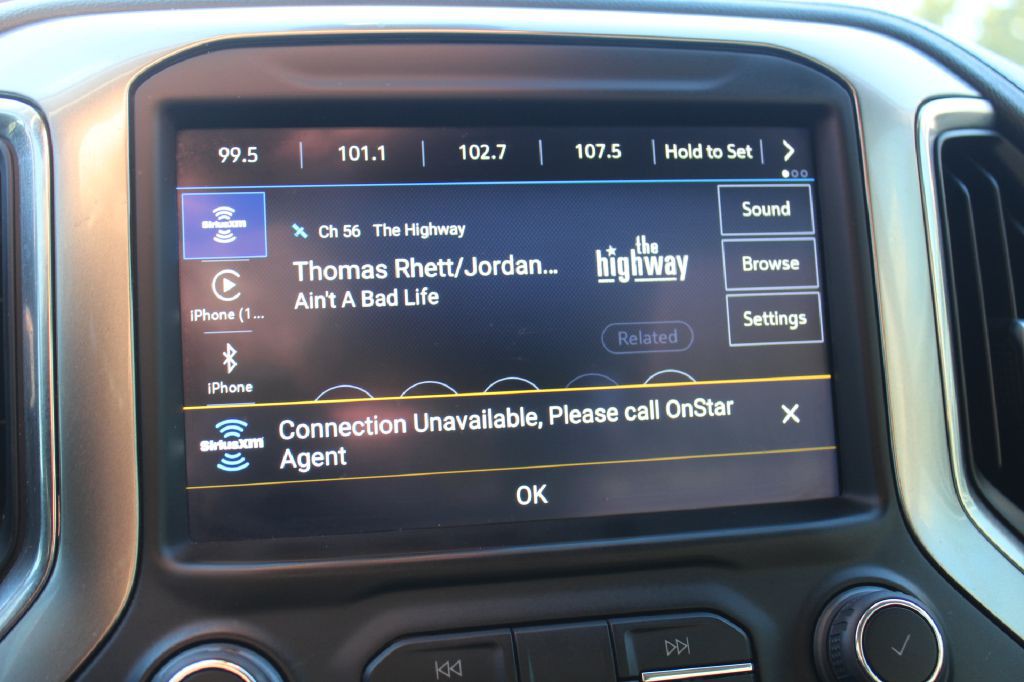 99.5 | 101.1 | 102.7 | 107.5 | Hold to Set |
SiriusXM
Ch 56 The Highway
Thomas Rhett/Jordan...
Ain't A Bad Life
the
highway
Sound
Browse
Settings
iPhone (1...
Related
iPhone
SiriusXM
Connection Unavailable, Please call OnStar
Agent
OK